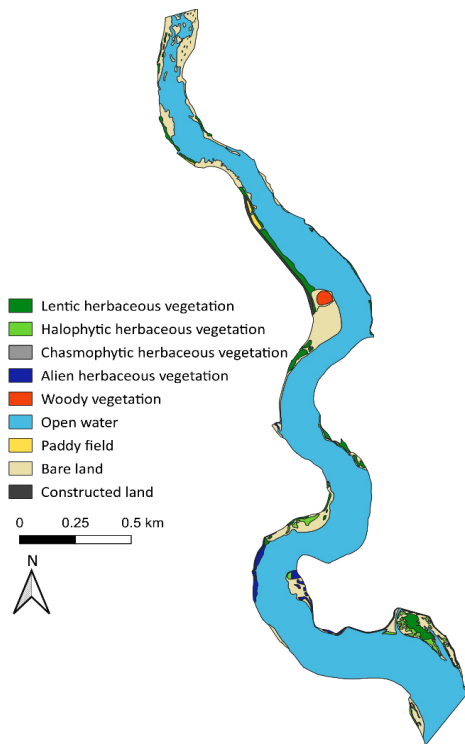 Lentic herbaceous vegetation
Halophytic herbaceous vegetation
Chasmophytic herbaceous vegetation
Alien herbaceous vegetation
Woody vegetation
Open water
Paddy field
Bare land
Constructed land
0 0.25 0.5 km
N